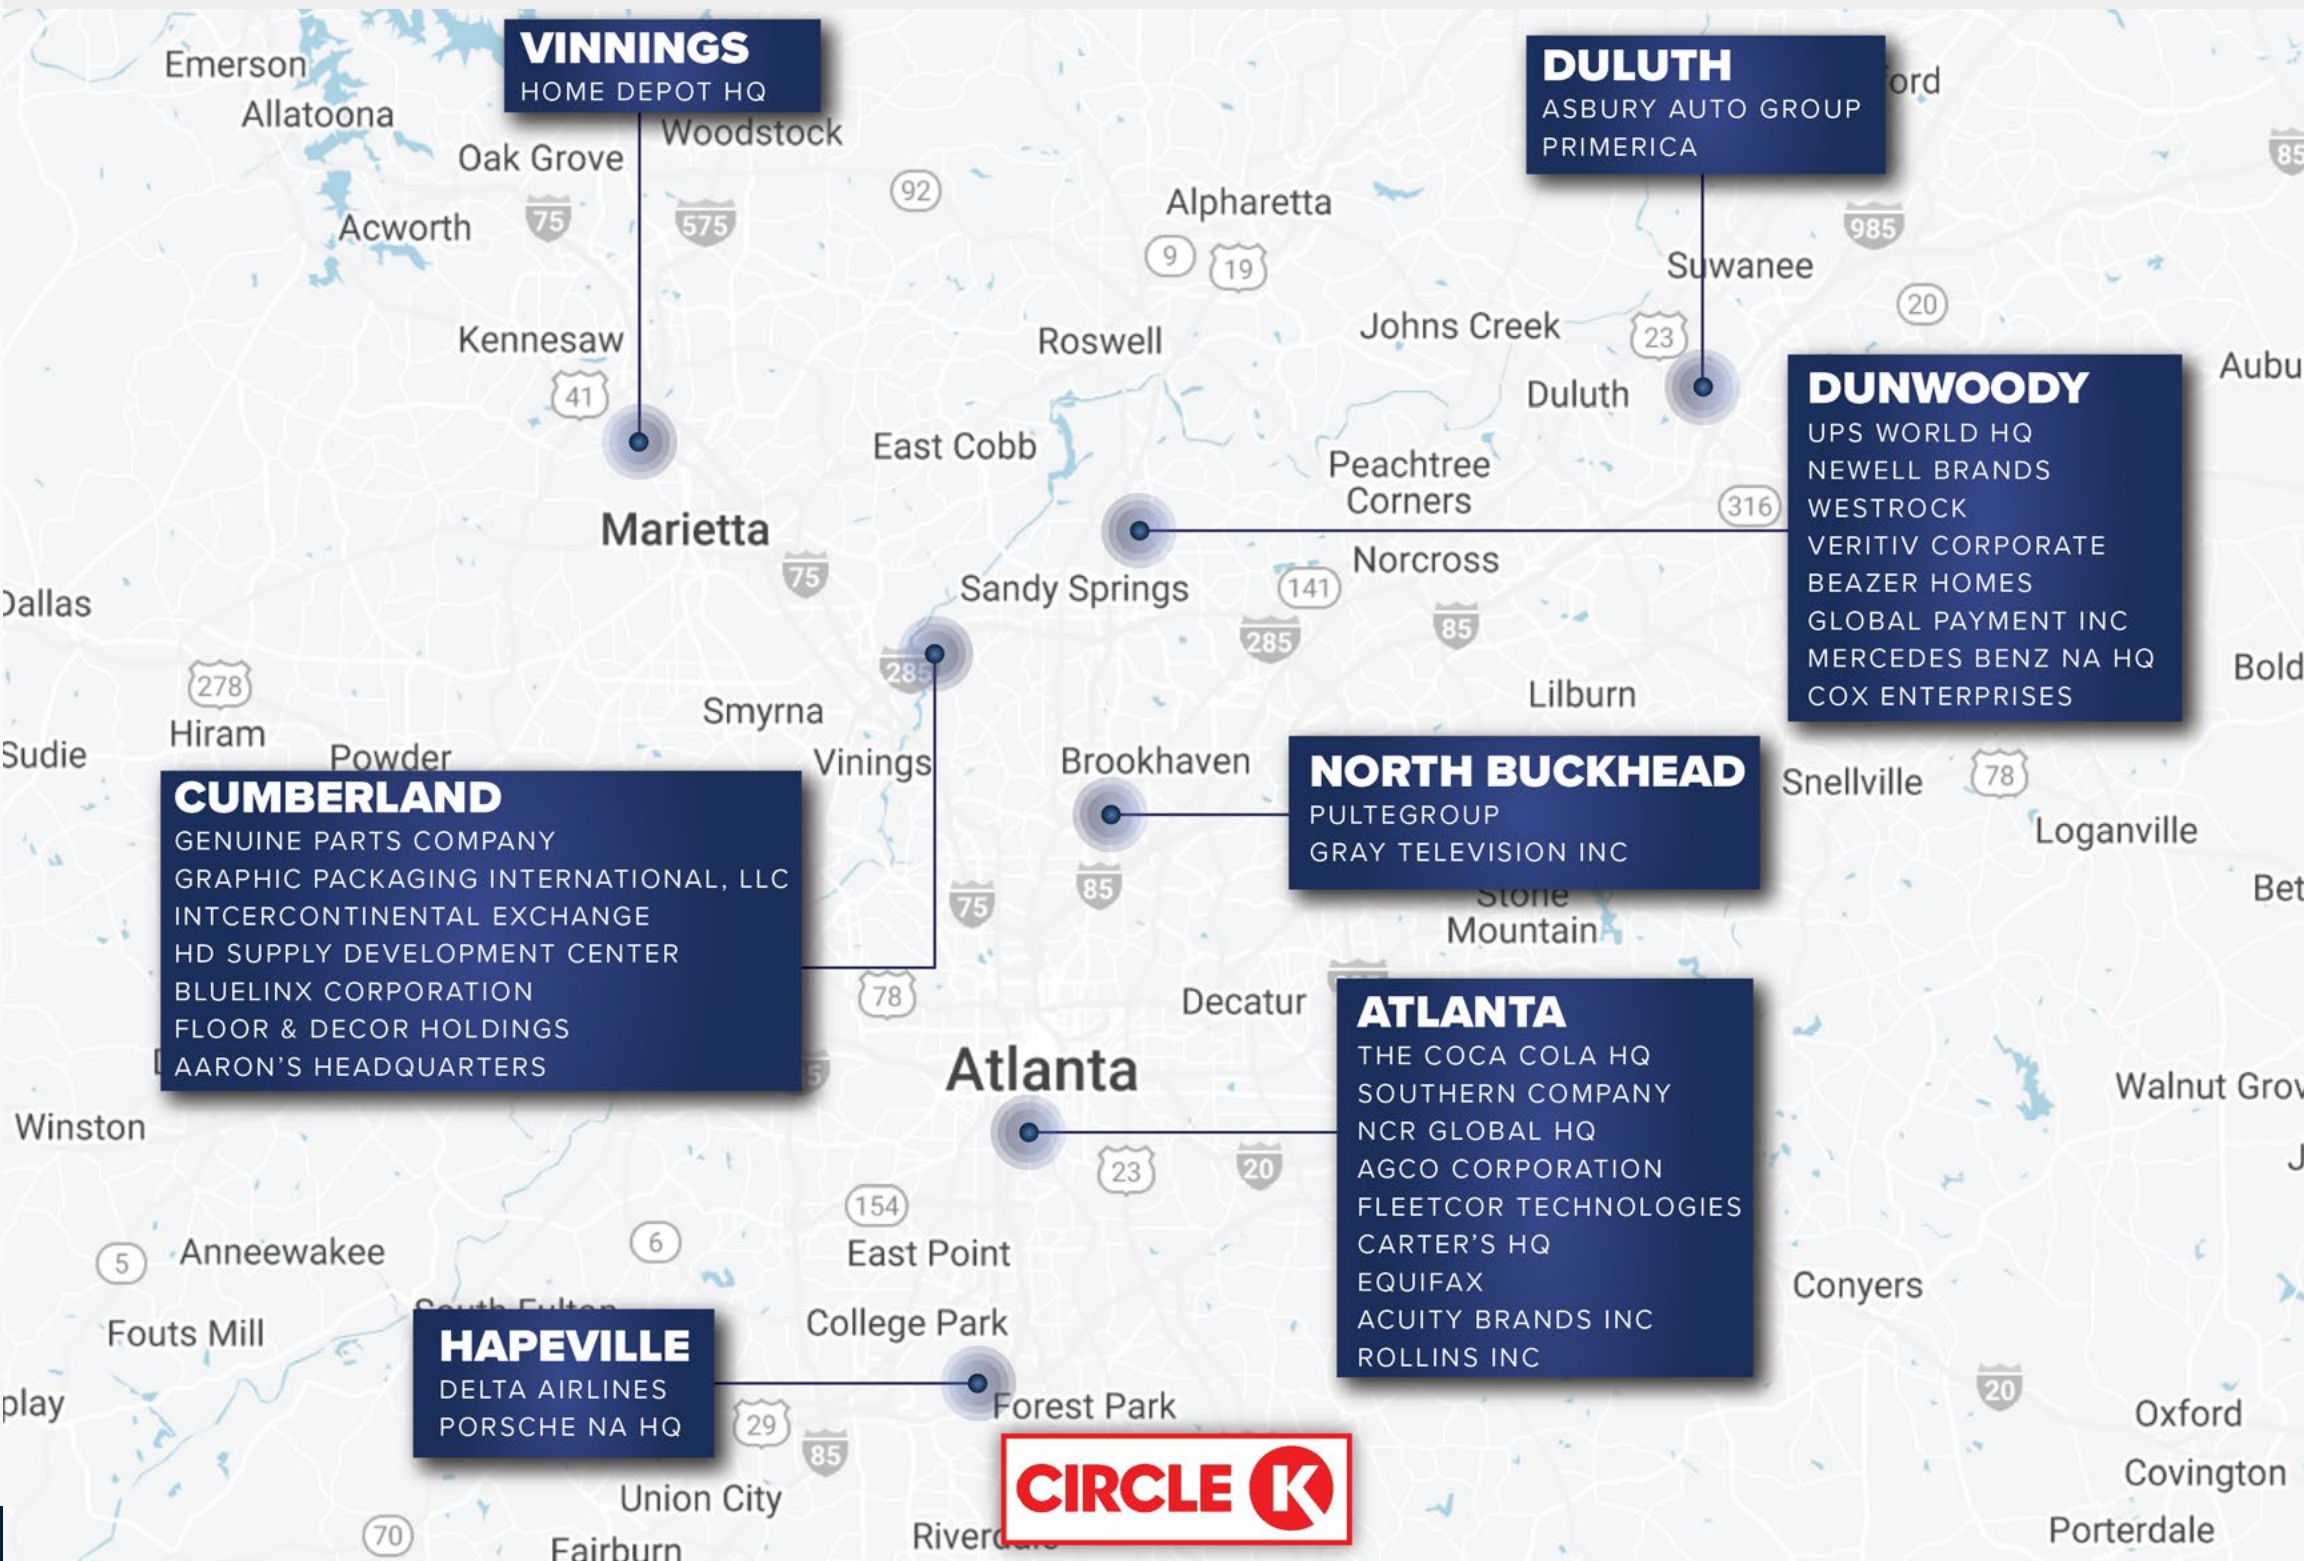 VINNINGS
HOME DEPOT HQ
DULUTH
ASBURY AUTO GROUP
PRIMERICA
Emerson
Allatoona
Oak Grove
Woodstock
Acworth
75
575
92
Alpharetta
9
19
985
85
Suwanee
20
Kennesaw
41
Roswell
Johns Creek
23
Duluth
East Cobb
Peachtree
Corners
316
DUNWOODY
UPS WORLD HQ
NEWELL BRANDS
WESTROCK
VERITIV CORPORATE
BEAZER HOMES
GLOBAL PAYMENT INC
MERCEDES BENZ NA HQ
COX ENTERPRISES
Marietta
75
Sandy Springs
141
Norcross
285
85
285
278
Hiram
Smyrna
Lilburn
Powder
Vinings
Brookhaven
Sudie
CUMBERLAND
GENUINE PARTS COMPANY
GRAPHIC PACKAGING INTERNATIONAL, LLC
INTCERCONTINENTAL EXCHANGE
HD SUPPLY DEVELOPMENT CENTER
BLUELINX CORPORATION
FLOOR & DECOR HOLDINGS
AARON'S HEADQUARTERS
NORTH BUCKHEAD
PULTEGROUP
GRAY TELEVISION INC
Snellville
78
Loganville
75
85
Stone
Mountain
78
Decatur
ATLANTA
THE COCA COLA HQ
SOUTHERN COMPANY
NCR GLOBAL HQ
AGCO CORPORATION
FLEETCOR TECHNOLOGIES
CARTER'S HQ
EQUIFAX
ACUITY BRANDS INC
ROLLINS INC
Atlanta
Winston
23
20
154
6
5
Anneewakee
East Point
Conyers
South Fulton
Fouts Mill
College Park
HAPEVILLE
DELTA AIRLINES
PORSCHE NA HQ
29
85
Forest Park
CIRCLE K
20
Oxford
Covington
Union City
70
Fairburn
Porterdale